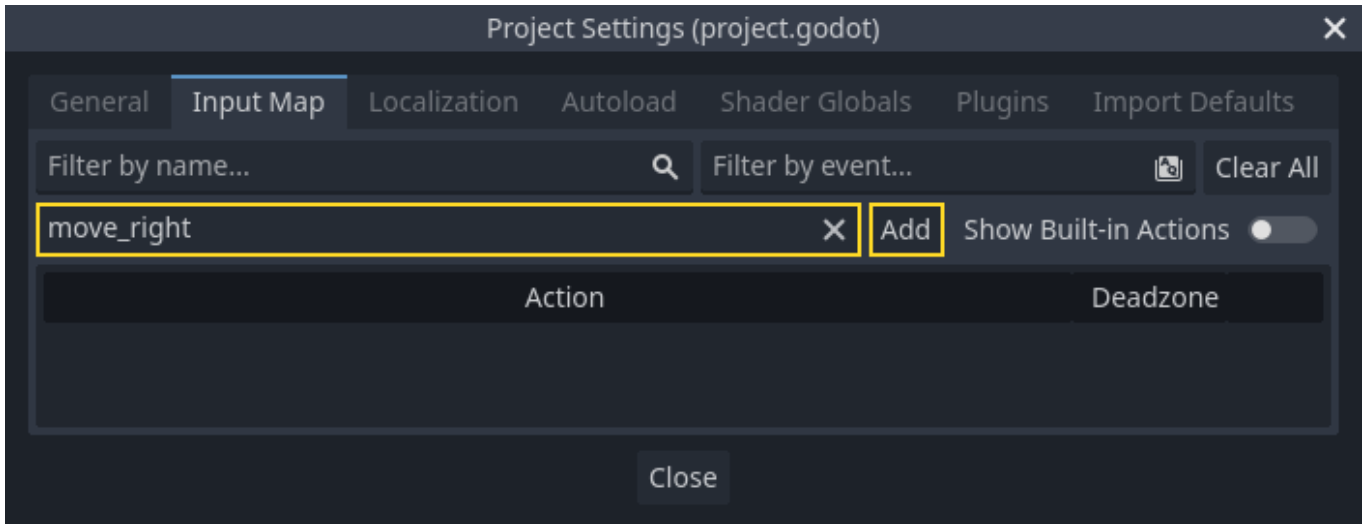 Project Settings (project.godot)
General Input Map Localization Autoload Shader Globals Plugins Import Defaults
Filter by name... Filter by event... Clear All
move_right Add Show Built-in Actions
Action Deadzone
Close